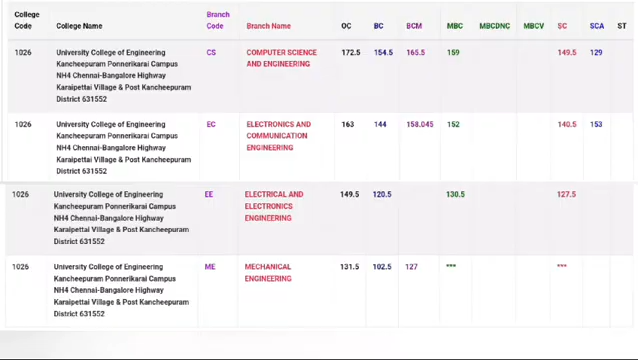 College Code College Name Branch Code Branch Name OC BC BCM MBC MBCDNC MBCV SC SCA ST
1026 University College of Engineering CS COMPUTER SCIENCE 172.5 154.5 165.5 159 149.5 129
Kancheepuram Ponnerikarai Campus AND ENGINEERING
NH4 Chennai-Bangalore Highway
Karaipettai Village & Post Kancheepuram
District 631552
1026 University College of Engineering EC ELECTRONICS AND 163 144 158.045 152 140.5 153
Kancheepuram Ponnerikarai Campus COMMUNICATION
NH4 Chennai-Bangalore Highway ENGINEERING
Karaipettai Village & Post Kancheepuram
District 631552
1026 University College of Engineering EE ELECTRICAL AND 149.5 120.5 130.5 127.5
Kancheepuram Ponnerikarai Campus ELECTRONICS
NH4 Chennai-Bangalore Highway ENGINEERING
Karaipettai Village & Post Kancheepuram
District 631552
1026 University College of Engineering ME MECHANICAL 131.5 102.5 127 *** ***
Kancheepuram Ponnerikarai Campus ENGINEERING
NH4 Chennai-Bangalore Highway
Karaipettai Village & Post Kancheepuram
District 631552